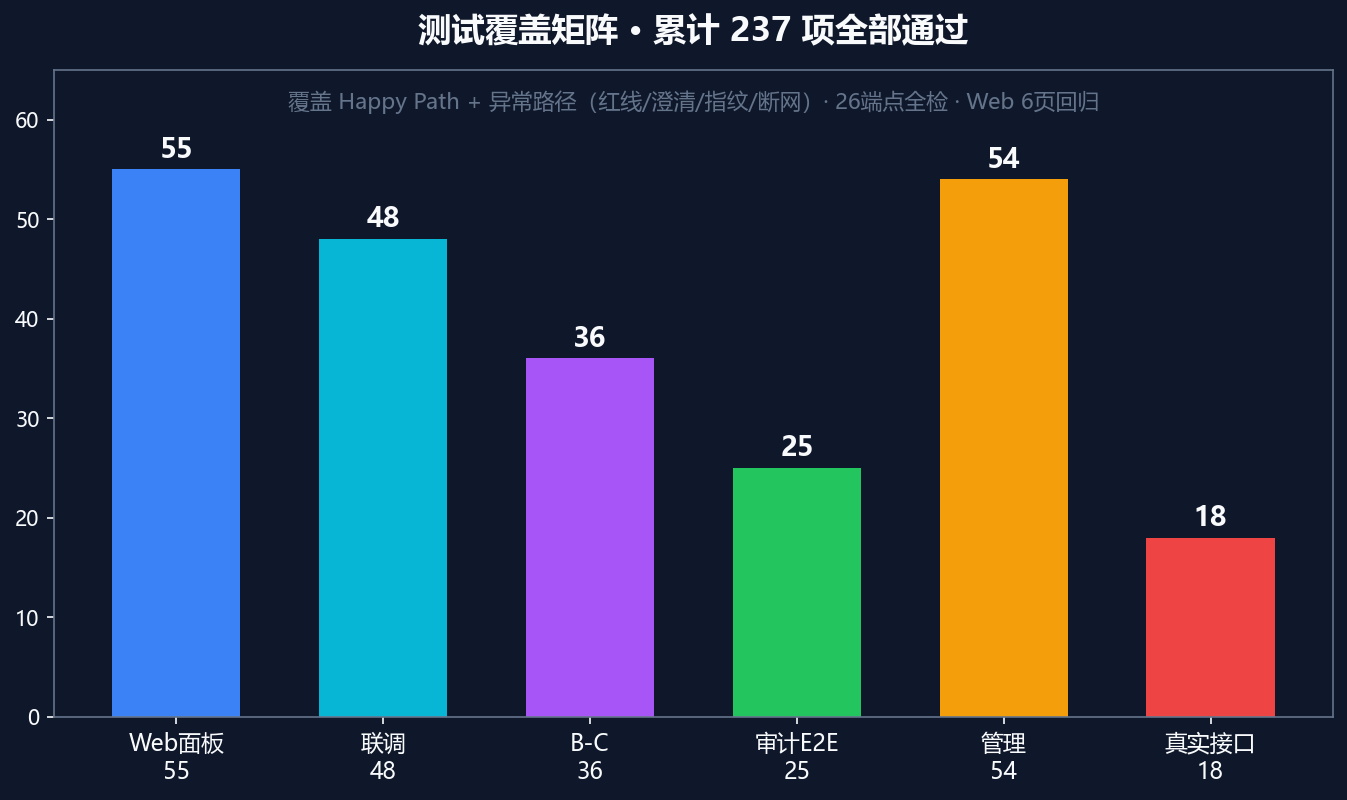 测试覆盖矩阵 • 累计 237 项全部通过
覆盖 Happy Path + 异常路径（红线/澄清/指纹/断网）· 26端点全检 · Web 6页回归
60
50
40
30
20
10
0
55
48
36
25
54
18
Web面板
55
联调
48
B-C
36
审计E2E
25
管理
54
真实接口
18